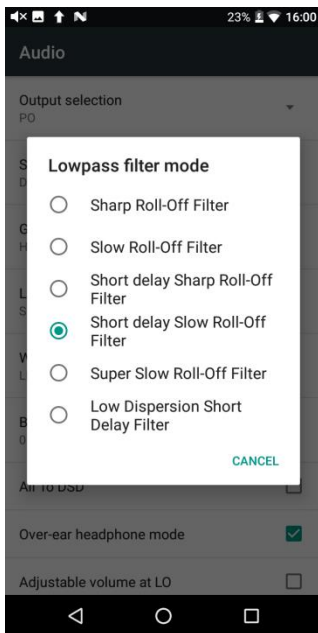 23% 16:00
Audio
Output selection
PO
S
D
Lowpass filter mode
Sharp Roll-Off Filter
G
H
Slow Roll-Off Filter
L
S
Short delay Sharp Roll-Off
Filter
Short delay Slow Roll-Off
Filter
W
L
Super Slow Roll-Off Filter
B
0
Low Dispersion Short
Delay Filter
CANCEL
All To DSD
Over-ear headphone mode
Adjustable volume at LO